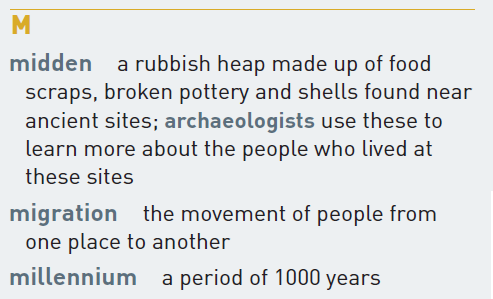 M
midden a rubbish heap made up of food
scraps, broken pottery and shells found near
ancient sites; archaeologists use these to
learn more about the people who lived at
these sites
migration the movement of people from
one place to another
millennium a period of 1000 years